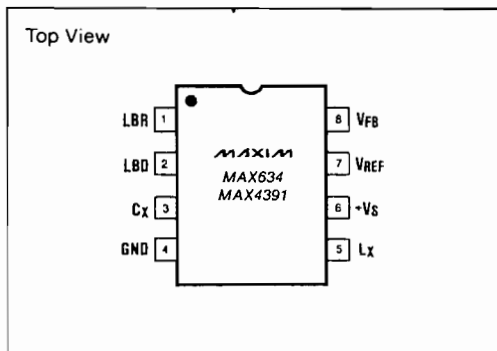 Top View
LBR 1
LBD 2
CX 3
GND 4
MAXIM
MAX634
MAX4391
8 VFB
7 VREF
6 +VS
5 LX